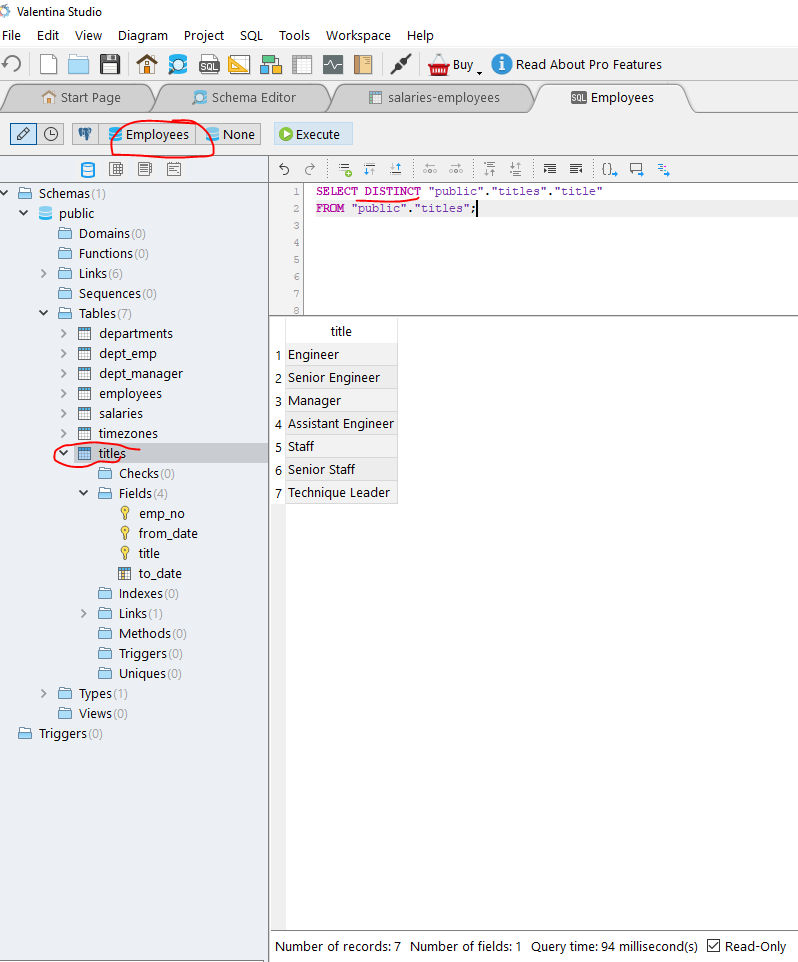 Valentina Studio
File Edit View Diagram Project SQL Tools Workspace Help
SQL Buy Read About Pro Features
Start Page Schema Editor salaries-employees SQL Employees
Employees None Execute
Schemas (1)
public
Domains (0)
Functions (0)
Links (6)
Sequences (0)
Tables (7)
departments
dept_emp
dept_manager
employees
salaries
timezones
titles
Checks (0)
Fields (4)
emp_no
from_date
title
to_date
Indexes (0)
Links (1)
Methods (0)
Triggers (0)
Uniques (0)
Types (1)
Views (0)
Triggers (0)
1 SELECT DISTINCT "public"."titles"."title"
2 FROM "public"."titles";
3
4
5
6
7
8
title
1 Engineer
2 Senior Engineer
3 Manager
4 Assistant Engineer
5 Staff
6 Senior Staff
7 Technique Leader
Number of records: 7 Number of fields: 1 Query time: 94 millisecond(s) Read-Only